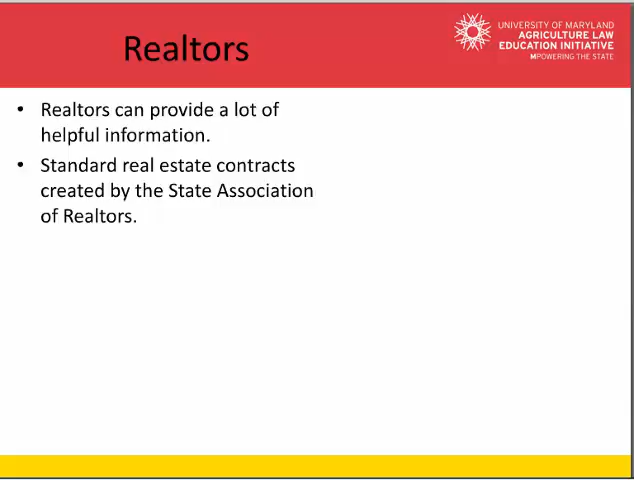 Realtors
UNIVERSITY OF MARYLAND
AGRICULTURE LAW
EDUCATION INITIATIVE
MPOWERING THE STATE
• Realtors can provide a lot of
helpful information.
• Standard real estate contracts
created by the State Association
of Realtors.